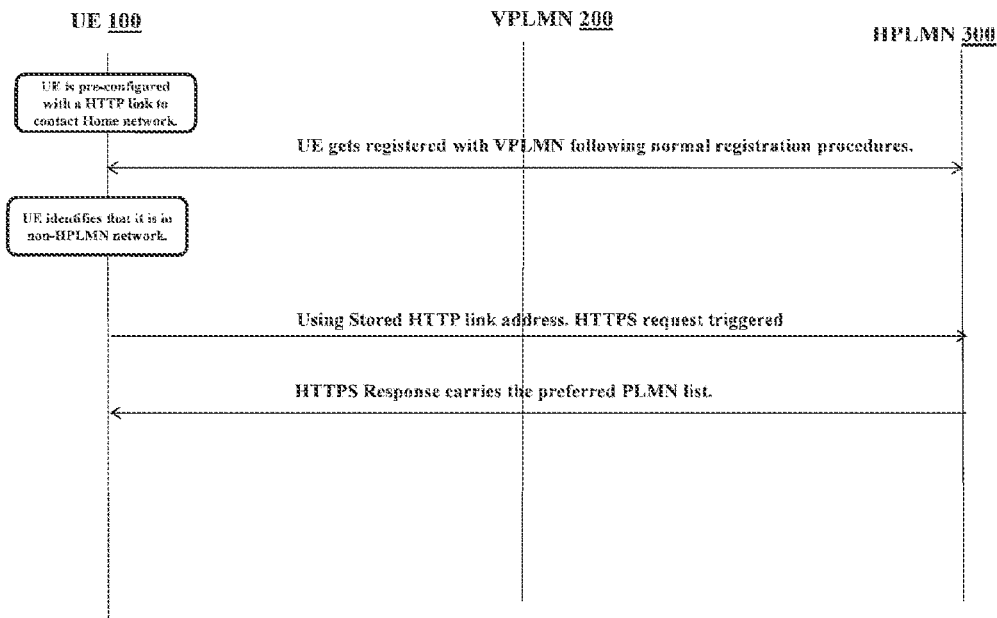 UE 100
VPLMN 200
HPLMN 300
UE is pre-configured
with a HTTP link to
contact Home network.
UE gets registered with VPLMN following normal registration procedures.
UE identifies that it is in
non-HPLMN network.
Using Stored HTTP link address. HTTPS request triggered
HTTPS Response carries the preferred PLMN list.